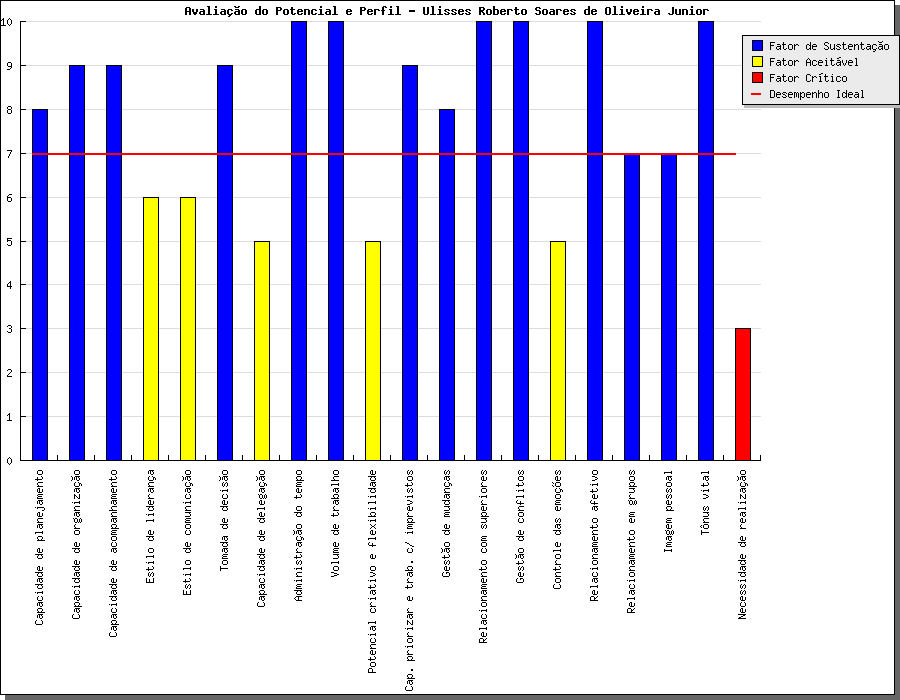 Avaliação do Potencial e Perfil - Ulisses Roberto Soares de Oliveira Junior
Fator de Sustentação
Fator Aceitável
Fator Crítico
Desempenho Ideal
10
9
8
7
6
5
4
3
2
1
0
Capacidade de planejamento
Capacidade de organização
Capacidade de acompanhamento
Estilo de liderança
Estilo de comunicação
Tomada de decisão
Capacidade de delegação
Administração do tempo
Volume de trabalho
Potencial criativo e flexibilidade
Cap. priorizar e trab. c/ imprevistos
Gestão de mudanças
Relacionamento com superiores
Gestão de conflitos
Controle das emoções
Relacionamento afetivo
Relacionamento em grupos
Imagem pessoal
Tônus vital
Necessidade de realização